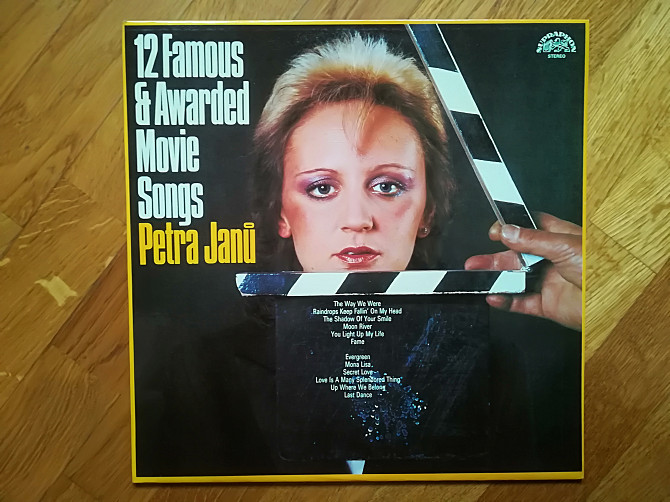 12 Famous
& Awarded
Movie
Songs
Petra Janů
SUPRAPHON
STEREO
The Way We Were
Raindrops Keep Fallin' On My Head
The Shadow Of Your Smile
Moon River
You Light Up My Life
Fame
Evergreen
Mona Lisa
Secret Love
Love Is A Many Splendored Thing
Up Where We Belong
Last Dance